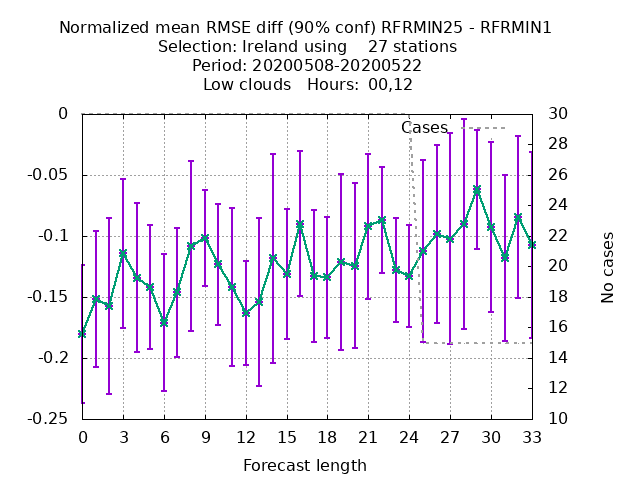 Normalized mean RMSE diff (90% conf) RFRMIN25 - RFRMIN1
Selection: Ireland using 27 stations
Period: 20200508-20200522
Low clouds Hours: 00,12
Cases
0
-0.05
-0.1
-0.15
-0.2
-0.25
30
28
26
24
22
20
18
16
14
12
10
No cases
0 3 6 9 12 15 18 21 24 27 30 33
Forecast length